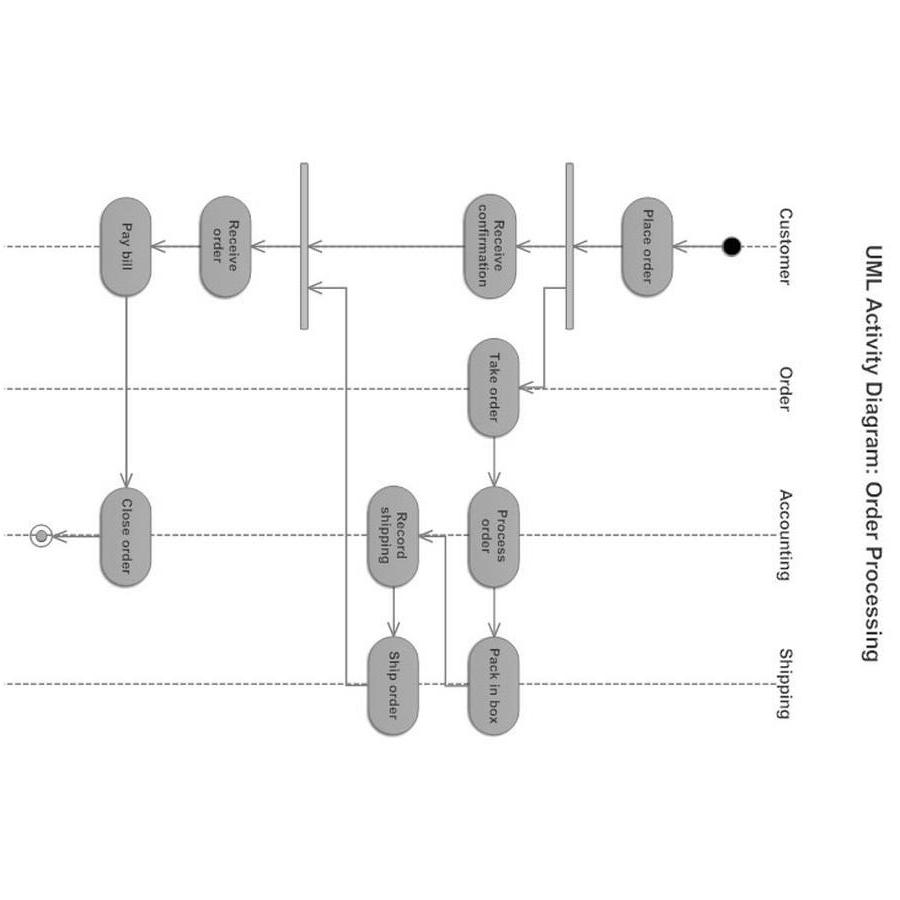 UML Activity Diagram: Order Processing
Customer
Order
Accounting
Shipping
Place order
Receive
confirmation
Take order
Process
order
Pack in box
Record
shipping
Ship order
Receive
order
Pay bill
Close order